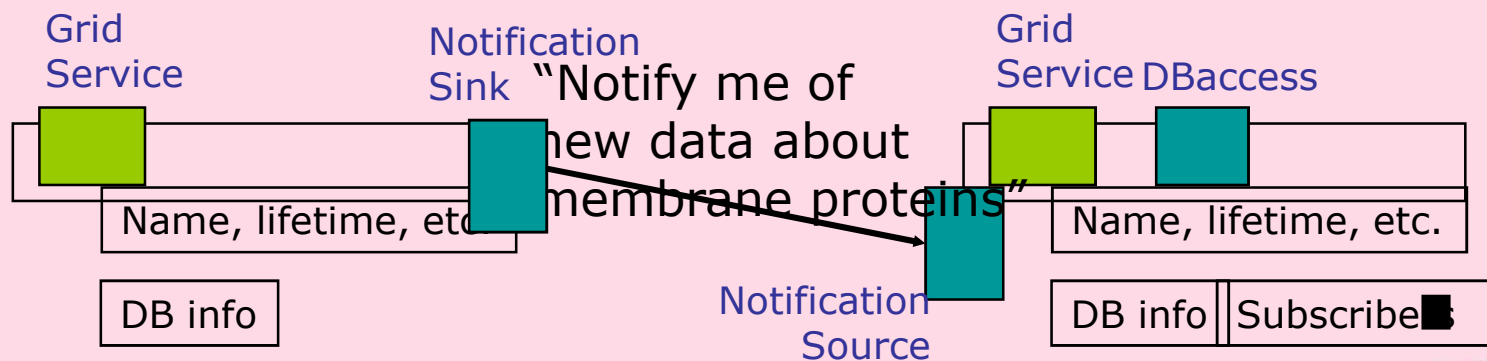 Grid
Service
Notification
Sink
“Notify me of
new data about
membrane proteins”
Grid
Service
DBaccess
Name, lifetime, etc.
Name, lifetime, etc.
DB info
Notification
Source
DB info
Subscribers